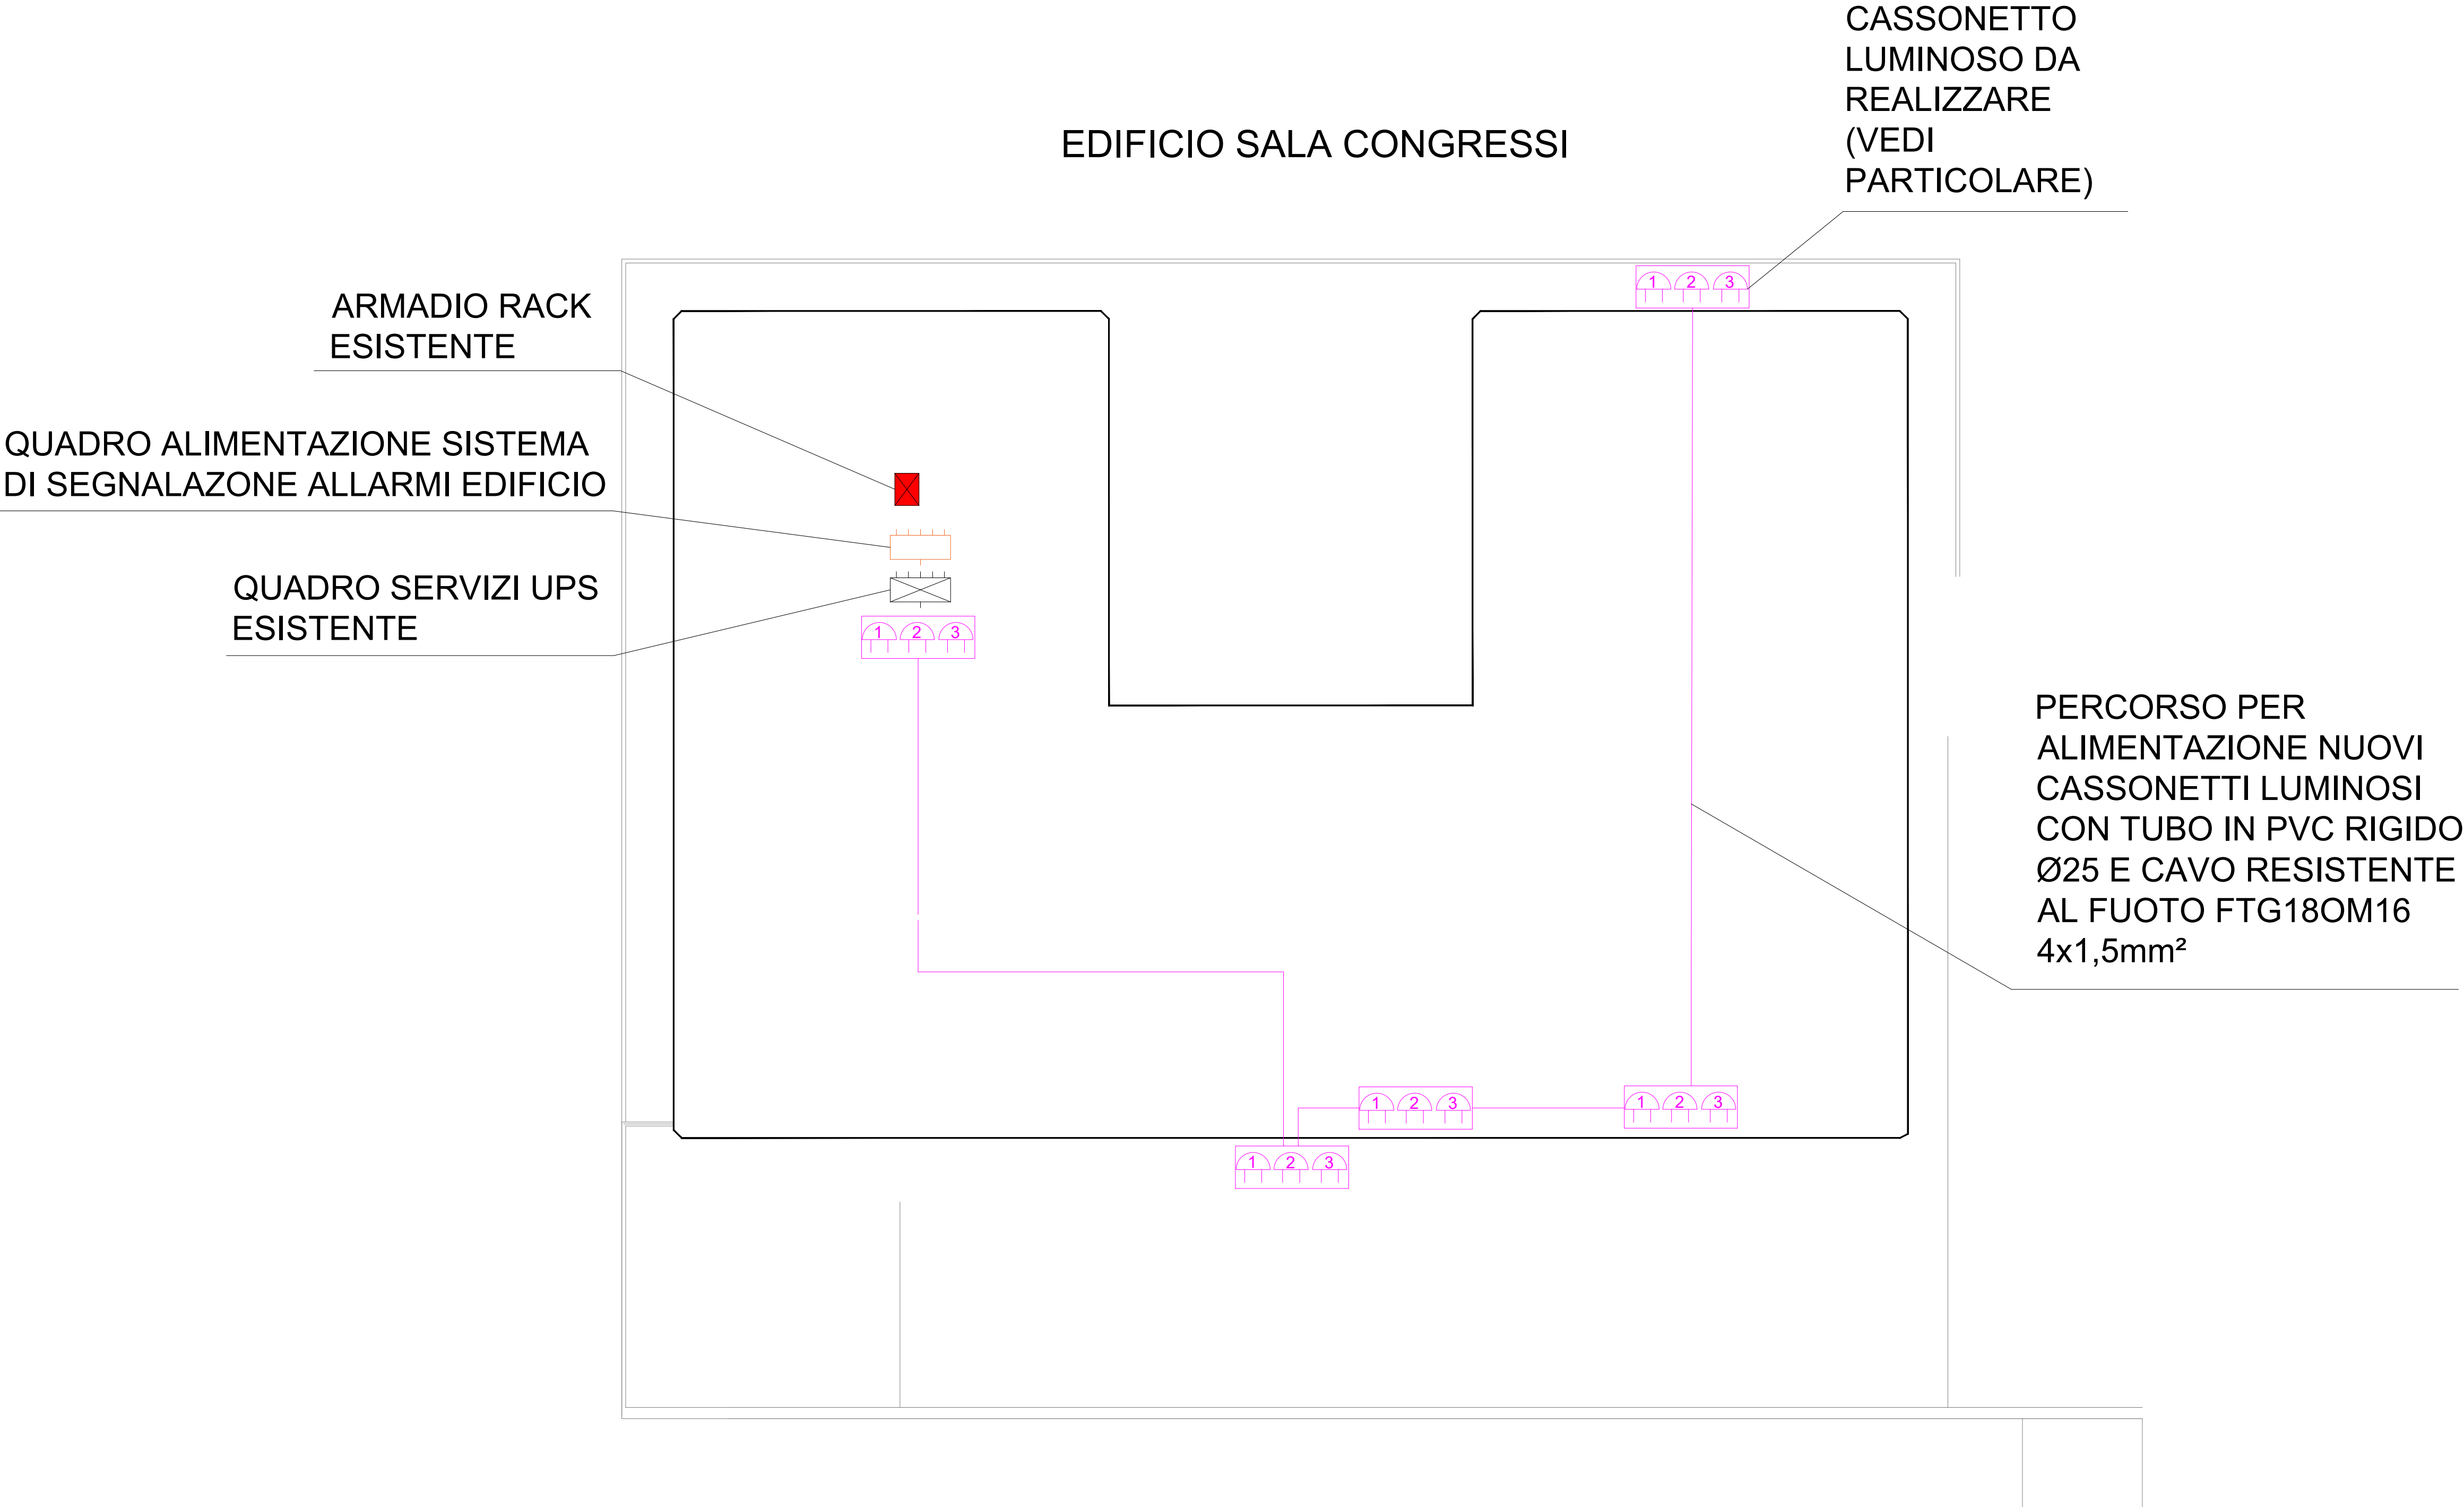 CASSONETTO
LUMINOSO DA
REALIZZARE
(VEDI
PARTICOLARE)
EDIFICIO SALA CONGRESSI
1 2 3
ARMADIO RACK
ESISTENTE
QUADRO ALIMENTAZIONE SISTEMA
DI SEGNALAZONE ALLARMI EDIFICIO
QUADRO SERVIZI UPS
ESISTENTE
1 2 3
PERCORSO PER
ALIMENTAZIONE NUOVI
CASSONETTI LUMINOSI
CON TUBO IN PVC RIGIDO
Ø25 E CAVO RESISTENTE
AL FUOTO FTG18OM16
4x1,5mm²
1 2 3
1 2 3
1 2 3